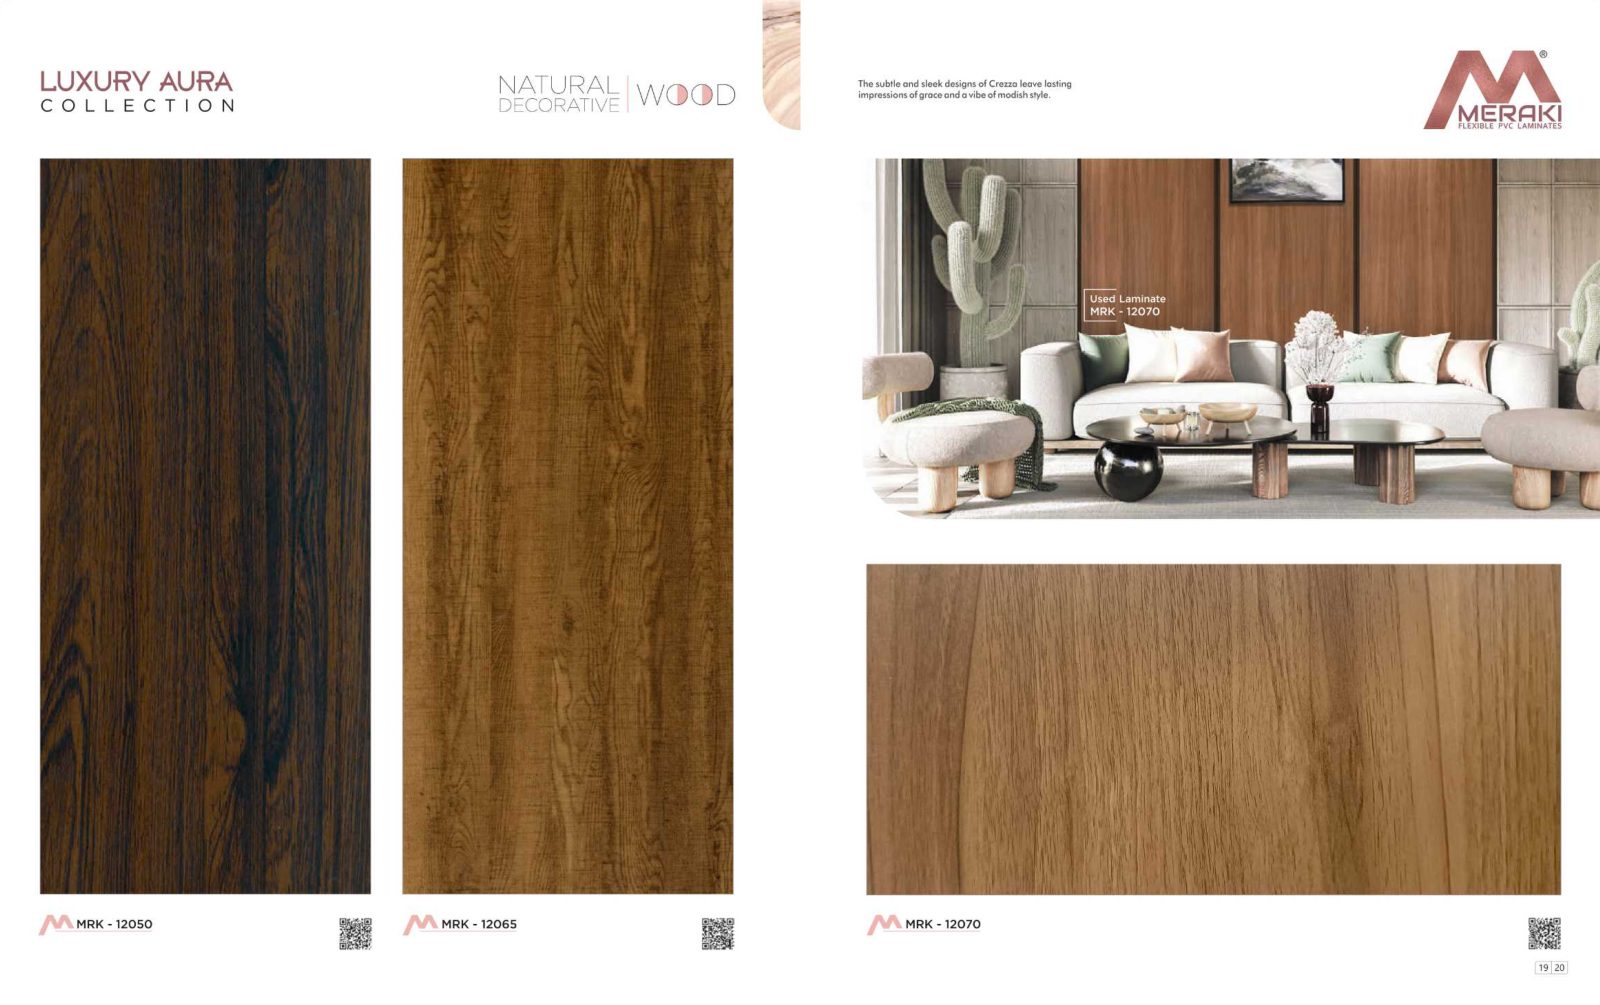 LUXURY AURA
COLLECTION
NATURAL
DECORATIVE
WOOD
The subtle and sleek designs of Crezza leave lasting
impressions of grace and a vibe of modish style.
®
MERAKI
FLEXIBLE PVC LAMINATES
Used Laminate
MRK - 12070
MRK - 12050
MRK - 12065
MRK - 12070
19 20